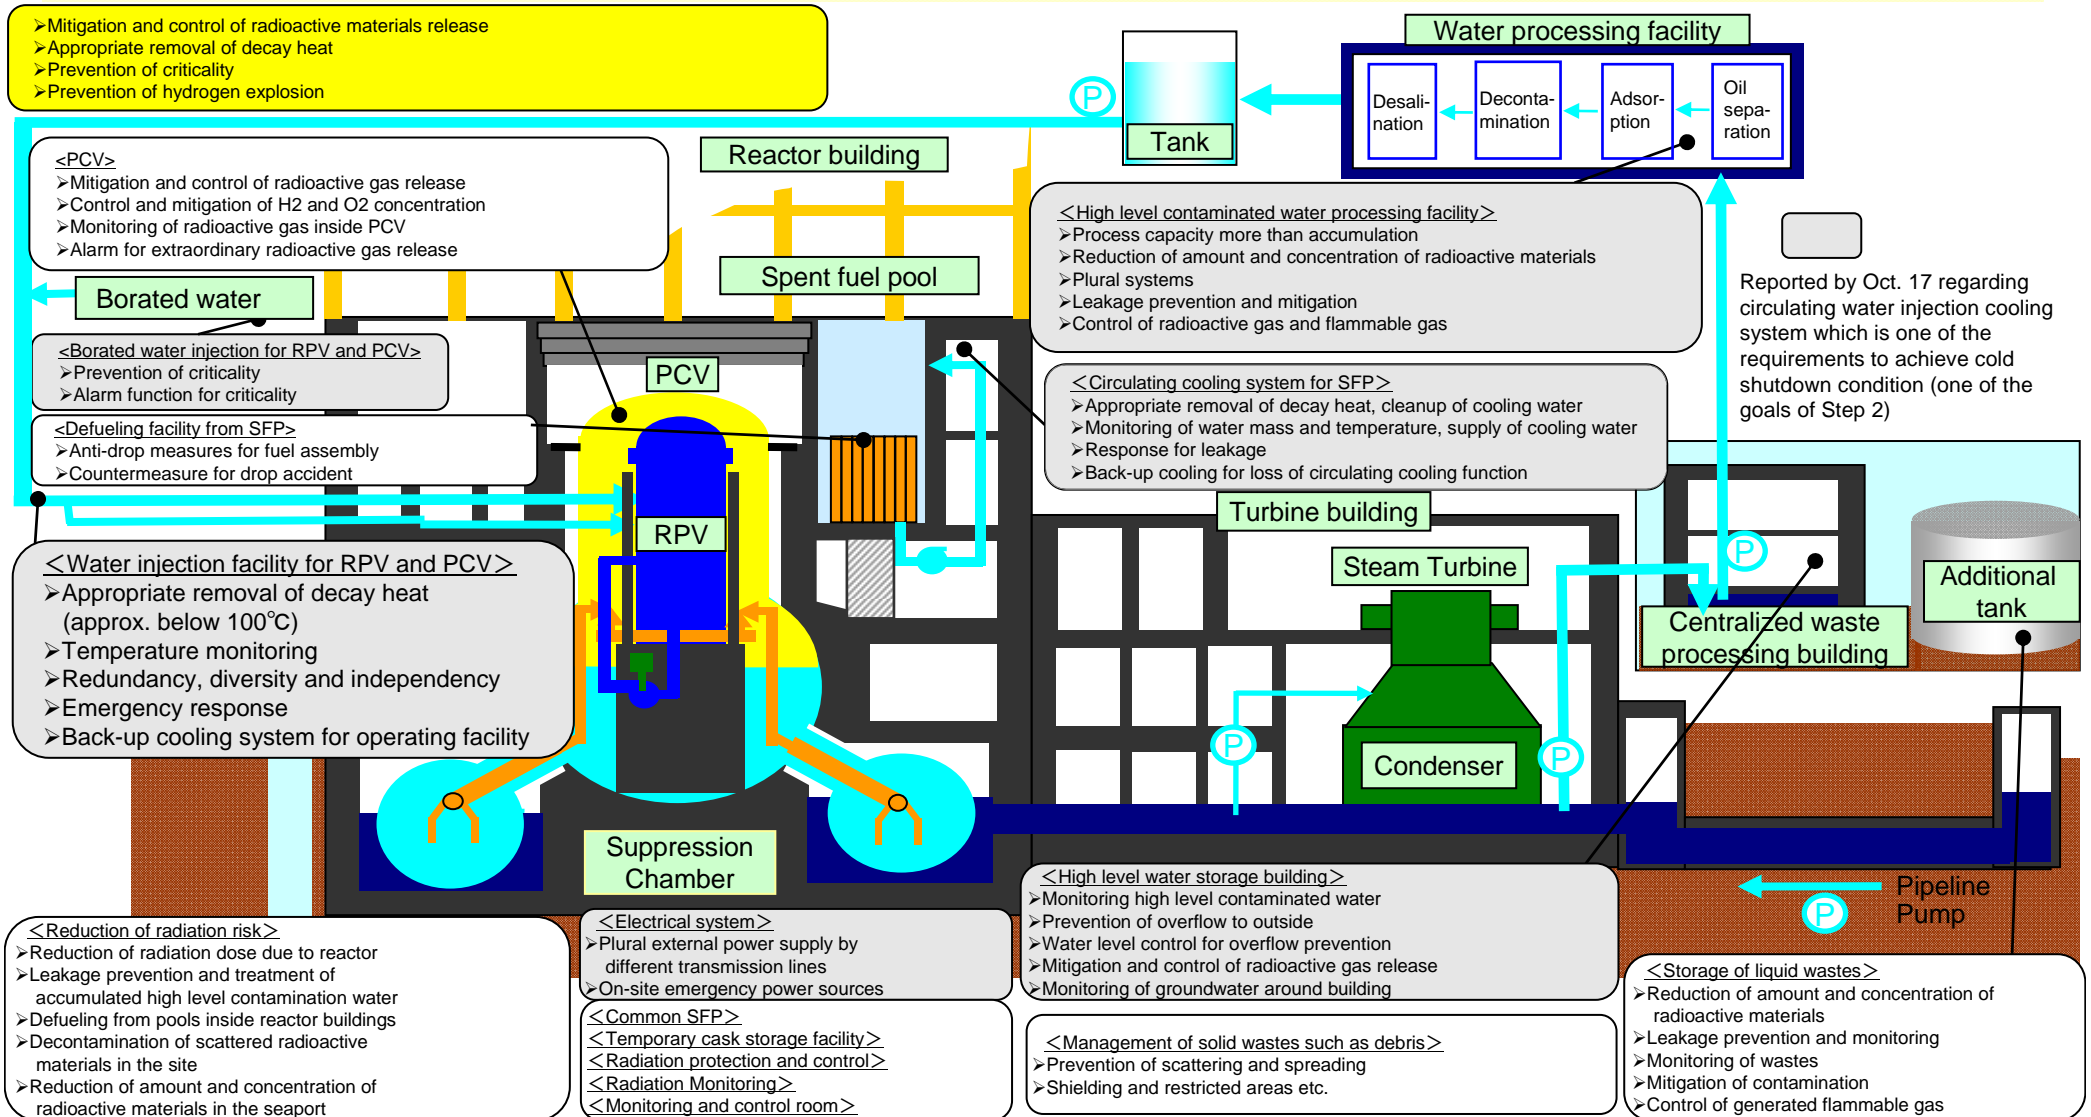 ➢Mitigation and control of radioactive materials release
➢Appropriate removal of decay heat
➢Prevention of criticality
➢Prevention of hydrogen explosion
Water processing facility
Desali-
nation
Deconta-
mination
Adsor-
ption
Oil
sepa-
ration
P
Tank
Reactor building
<PCV>
➢Mitigation and control of radioactive gas release
➢Control and mitigation of H2 and O2 concentration
➢Monitoring of radioactive gas inside PCV
➢Alarm for extraordinary radioactive gas release
Spent fuel pool
<High level contaminated water processing facility>
➢Process capacity more than accumulation
➢Reduction of amount and concentration of radioactive materials
➢Plural systems
➢Leakage prevention and mitigation
➢Control of radioactive gas and flammable gas
Reported by Oct. 17 regarding
circulating water injection cooling
system which is one of the
requirements to achieve cold
shutdown condition (one of the
goals of Step 2)
Borated water
<Borated water injection for RPV and PCV>
➢Prevention of criticality
➢Alarm function for criticality
PCV
<Circulating cooling system for SFP>
➢Appropriate removal of decay heat, cleanup of cooling water
➢Monitoring of water mass and temperature, supply of cooling water
➢Response for leakage
➢Back-up cooling for loss of circulating cooling function
<Defueling facility from SFP>
➢Anti-drop measures for fuel assembly
➢Countermeasure for drop accident
RPV
Turbine building
<Water injection facility for RPV and PCV>
➢Appropriate removal of decay heat
(approx. below 100℃)
➢Temperature monitoring
➢Redundancy, diversity and independency
➢Emergency response
➢Back-up cooling system for operating facility
Steam Turbine
P
Additional
tank
Centralized waste
processing building
P
Condenser
P
Suppression
Chamber
Pipeline
P
Pump
<High level water storage building>
➢Monitoring high level contaminated water
➢Prevention of overflow to outside
➢Water level control for overflow prevention
➢Mitigation and control of radioactive gas release
➢Monitoring of groundwater around building
<Reduction of radiation risk>
➢Reduction of radiation dose due to reactor
➢Leakage prevention and treatment of
accumulated high level contamination water
➢Defueling from pools inside reactor buildings
➢Decontamination of scattered radioactive
materials in the site
➢Reduction of amount and concentration of
radioactive materials in the seaport
<Electrical system>
➢Plural external power supply by
different transmission lines
➢On-site emergency power sources
<Common SFP>
<Temporary cask storage facility>
<Radiation protection and control>
<Radiation Monitoring>
<Monitoring and control room>
<Management of solid wastes such as debris>
➢Prevention of scattering and spreading
➢Shielding and restricted areas etc.
<Storage of liquid wastes>
➢Reduction of amount and concentration of
radioactive materials
➢Leakage prevention and monitoring
➢Monitoring of wastes
➢Mitigation of contamination
➢Control of generated flammable gas